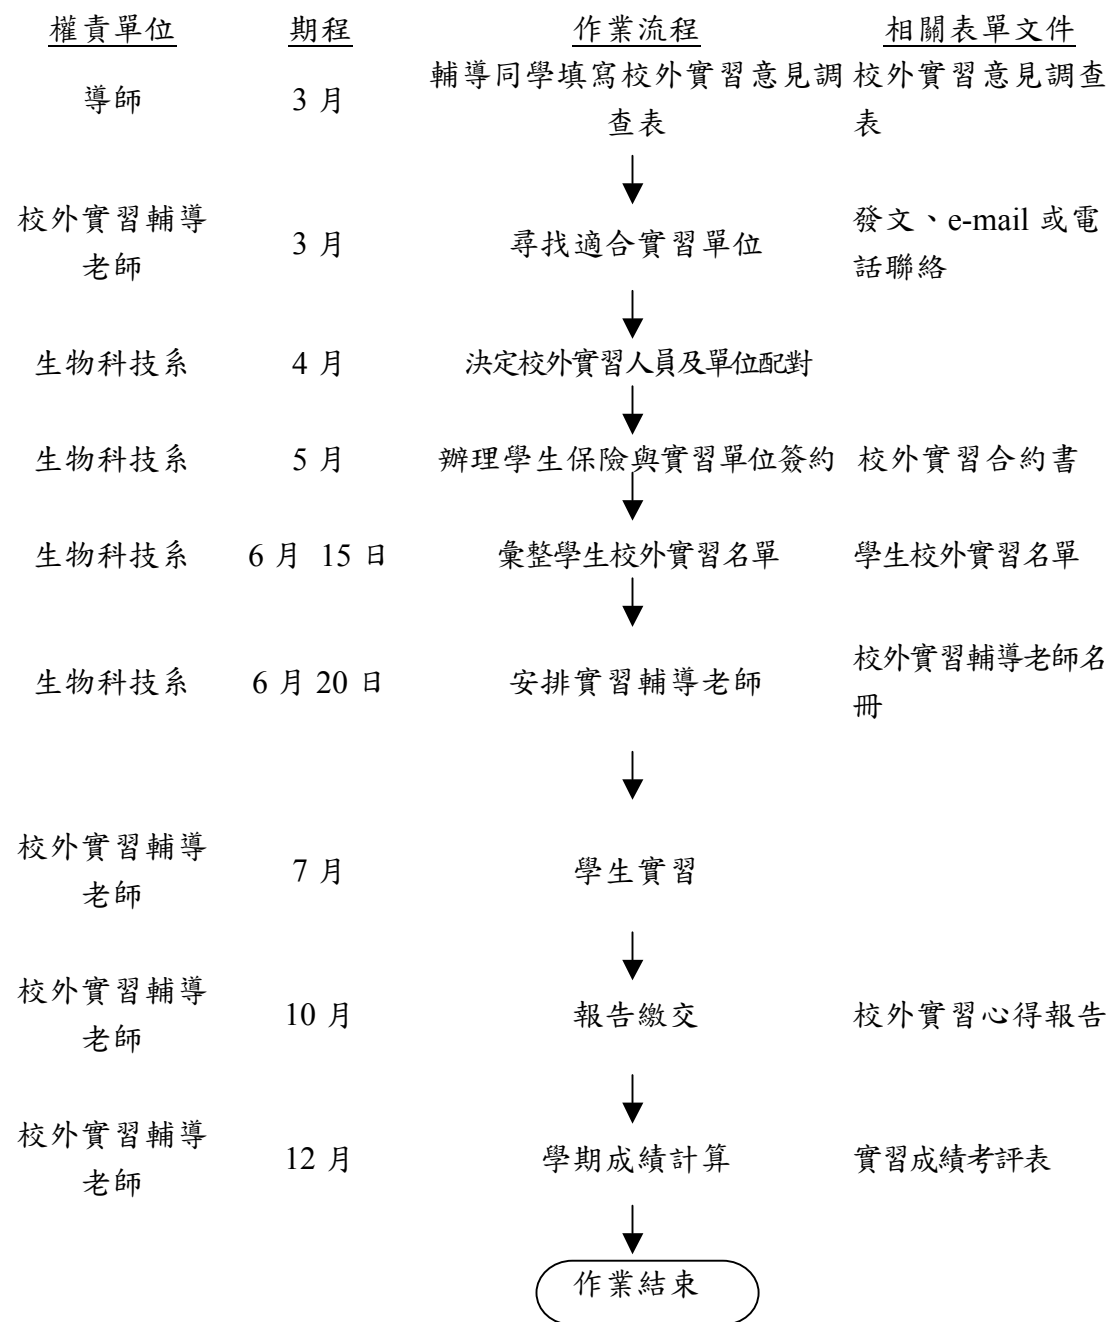 權責單位 期程 作業流程 相關表單文件
導師 3 月 輔導同學填寫校外實習意見調查表 校外實習意見調查表
校外實習輔導老師 3 月 尋找適合實習單位 發文、e-mail 或電話聯絡
生物科技系 4 月 決定校外實習人員及單位配對
生物科技系 5 月 辦理學生保險與實習單位簽約 校外實習合約書
生物科技系 6 月 15 日 彙整學生校外實習名單 學生校外實習名單
生物科技系 6 月 20 日 安排實習輔導老師 校外實習輔導老師名冊
校外實習輔導老師 7 月 學生實習
校外實習輔導老師 10 月 報告繳交 校外實習心得報告
校外實習輔導老師 12 月 學期成績計算 實習成績考評表
作業結束